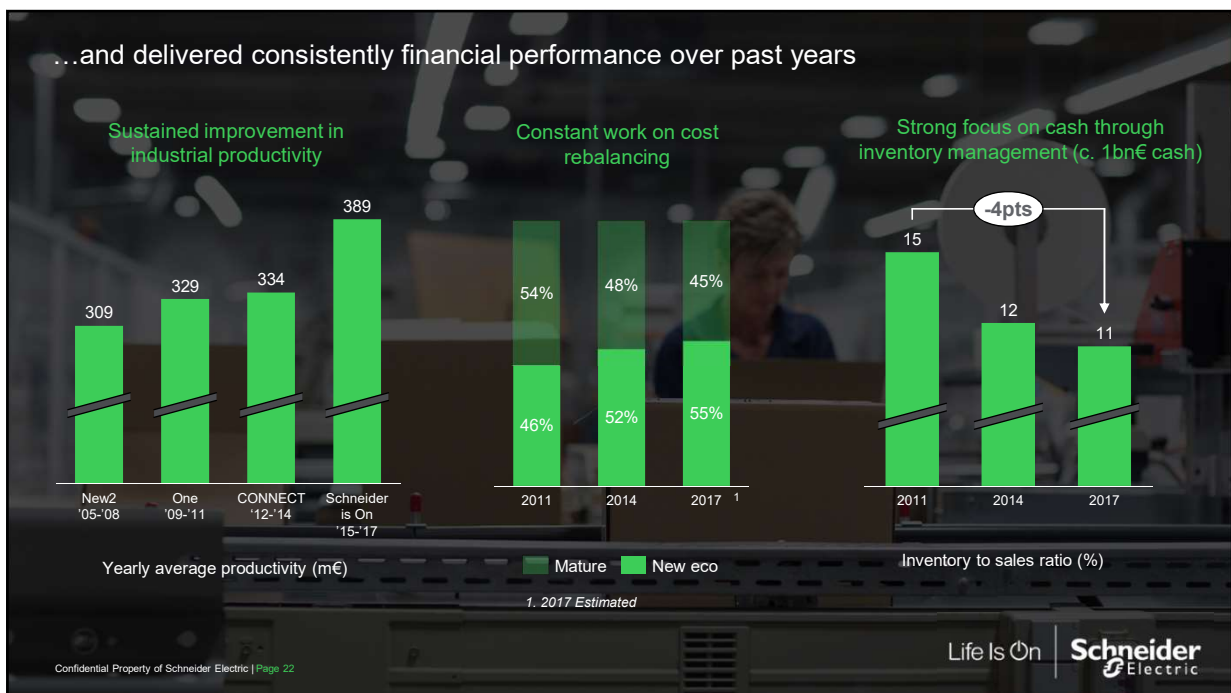 …and delivered consistently financial performance over past years
Sustained improvement in
industrial productivity
389
334
329
309
New2
’05-’08
One
’09-’11
CONNECT
‘12-’14
Schneider
is On
’15-’17
Yearly average productivity (m€)
Constant work on cost
rebalancing
54%
48%
45%
46%
52%
55%
2011
2014
2017 1
Mature
New eco
1. 2017 Estimated
Strong focus on cash through
inventory management (c. 1bn€ cash)
-4pts
15
12
11
2011
2014
2017
Inventory to sales ratio (%)
Confidential Property of Schneider Electric | Page 22
Life Is On
Schneider
Electric